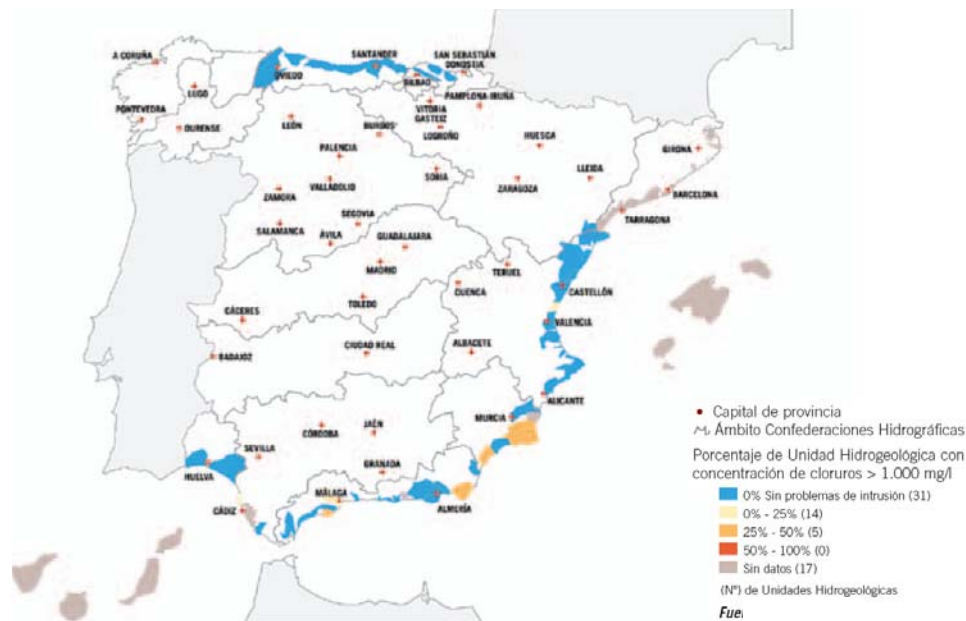 A CORUÑA
LUGO
PONTEVEDRA
OURENSE
OVIEDO
SANTANDER
BILBAO
SAN SEBASTIÁN
DONOSTIA
VITORIA
GASTEIZ
PAMPLONA-IRUÑA
LOGROÑO
LEÓN
BURGOS
PALENCIA
HUESCA
GIRONA
LLEIDA
BARCELONA
ZARAGOZA
SORIA
TARRAGONA
VALLADOLID
ZAMORA
SEGOVIA
SALAMANCA
ÁVILA
GUADALAJARA
MADRID
TERUEL
CUENCA
CASTELLÓN
TOLEDO
CÁCERES
VALENCIA
BADAJOZ
CIUDAD REAL
ALBACETE
ALICANTE
MURCIA
CÓRDOBA
JAÉN
SEVILLA
HUELVA
GRANADA
MÁLAGA
ALMERÍA
CÁDIZ
Capital de provincia
Ámbito Confederaciones Hidrográficas
Porcentaje de Unidad Hidrogeológica con
concentración de cloruros > 1.000 mg/l
0% Sin problemas de intrusión (31)
0% - 25% (14)
25% - 50% (5)
50% - 100% (0)
Sin datos (17)
(Nº) de Unidades Hidrogeológicas